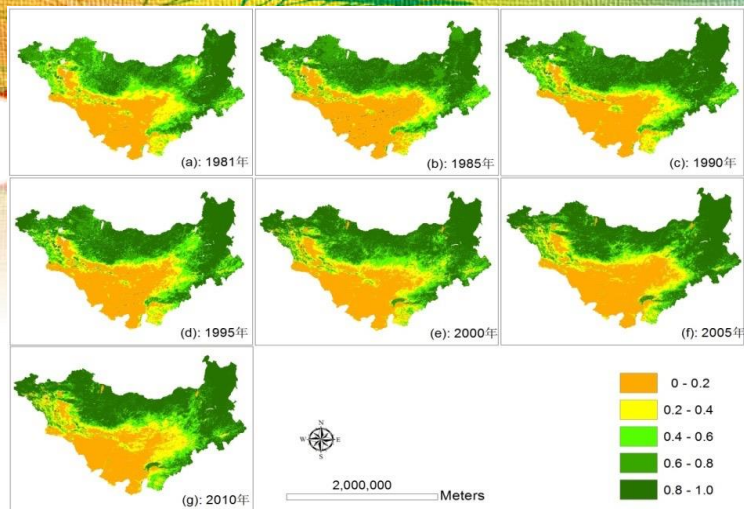 (a): 1981年
(b): 1985年
(c): 1990年
(d): 1995年
(e): 2000年
(f): 2005年
(g): 2010年
N
W
E
S
2,000,000
Meters
0 - 0.2
0.2 - 0.4
0.4 - 0.6
0.6 - 0.8
0.8 - 1.0